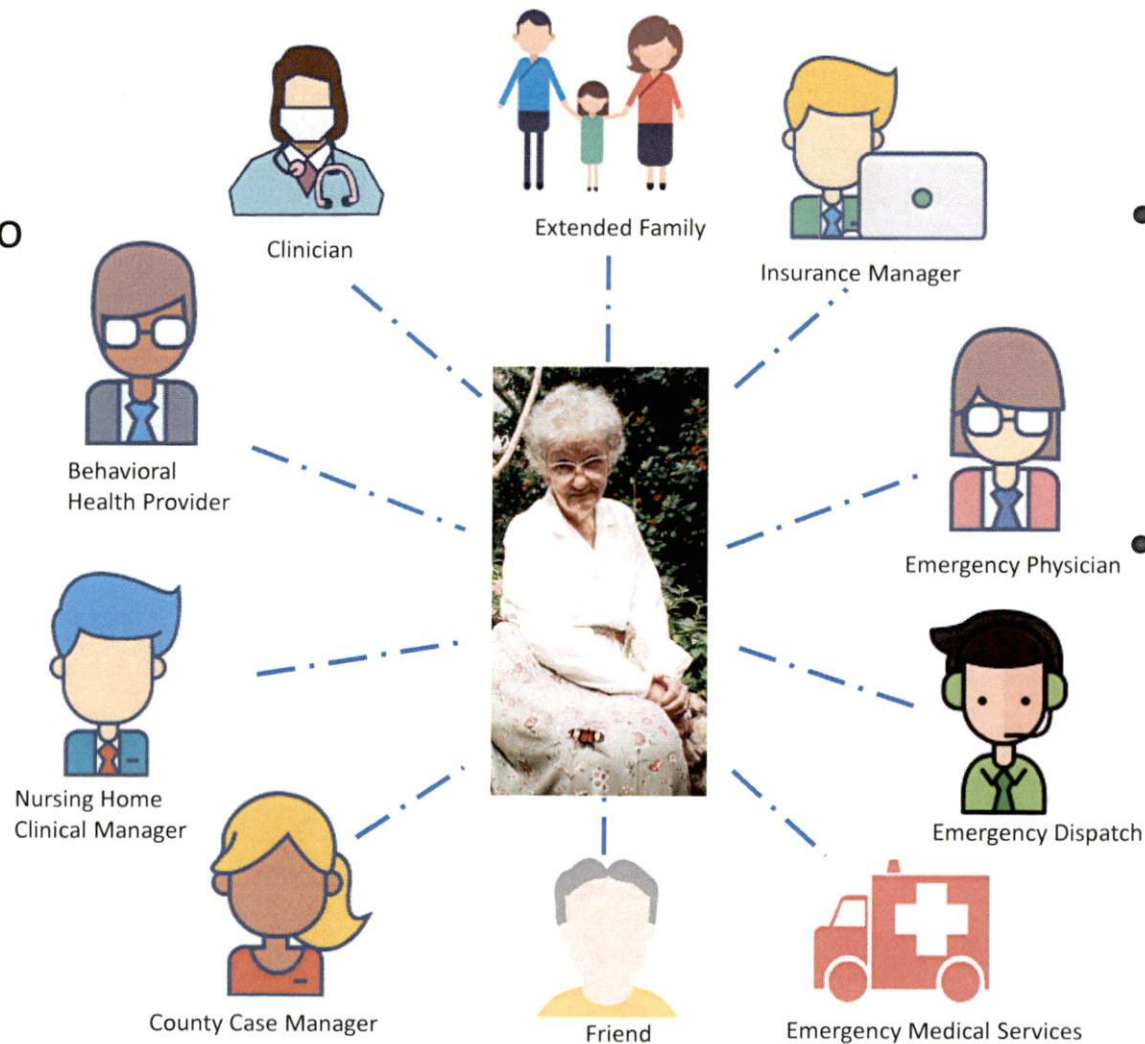 Clinician
Extended Family
Insurance Manager
o
Behavioral
Health Provider
Emergency Physician
Nursing Home
Clinical Manager
Emergency Dispatch
County Case Manager
Friend
Emergency Medical Services